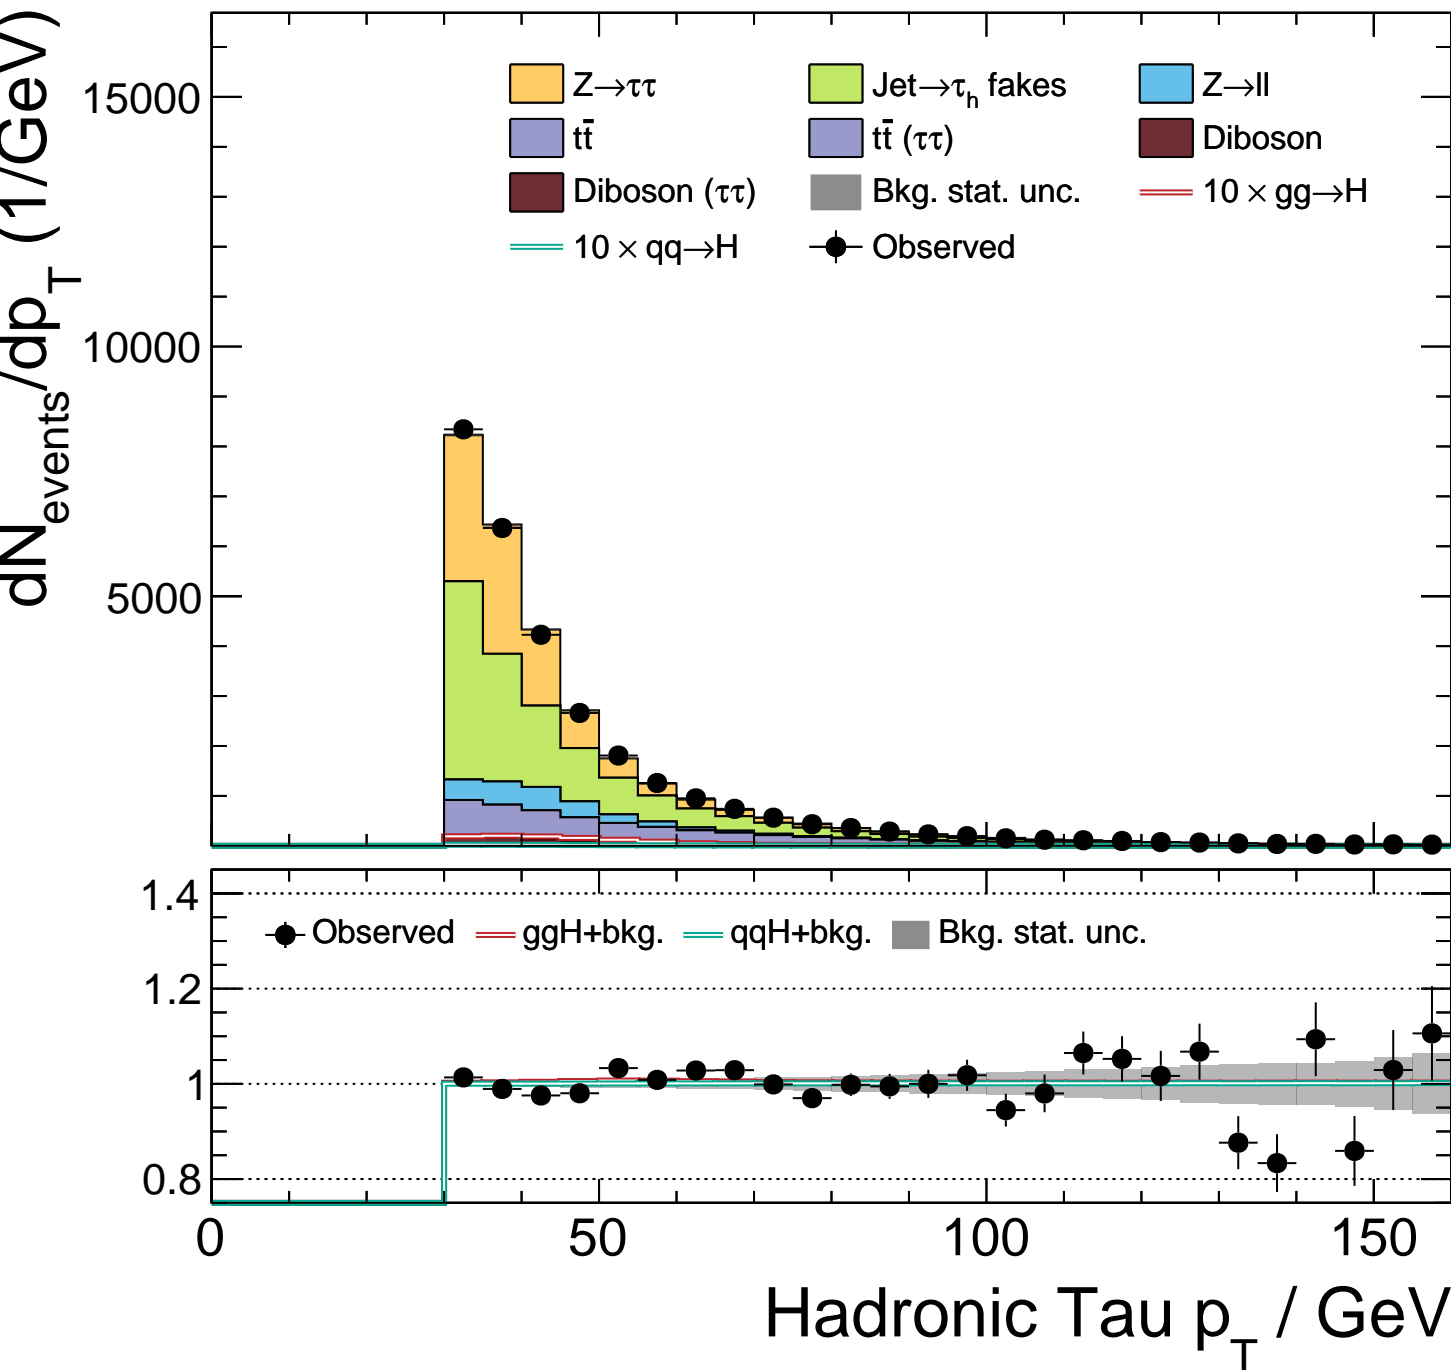 dN_events/dp_T (1/GeV)
15000
10000
5000
Z→ττ Jet→τ_h fakes Z→ll
tt̄ tt̄ (ττ) Diboson
Diboson (ττ) Bkg. stat. unc. 10 × gg→H
10 × qq→H Observed
1.4
1.2
1
0.8
Observed ggH+bkg. qqH+bkg. Bkg. stat. unc.
0 50 100 150
Hadronic Tau p_T / GeV